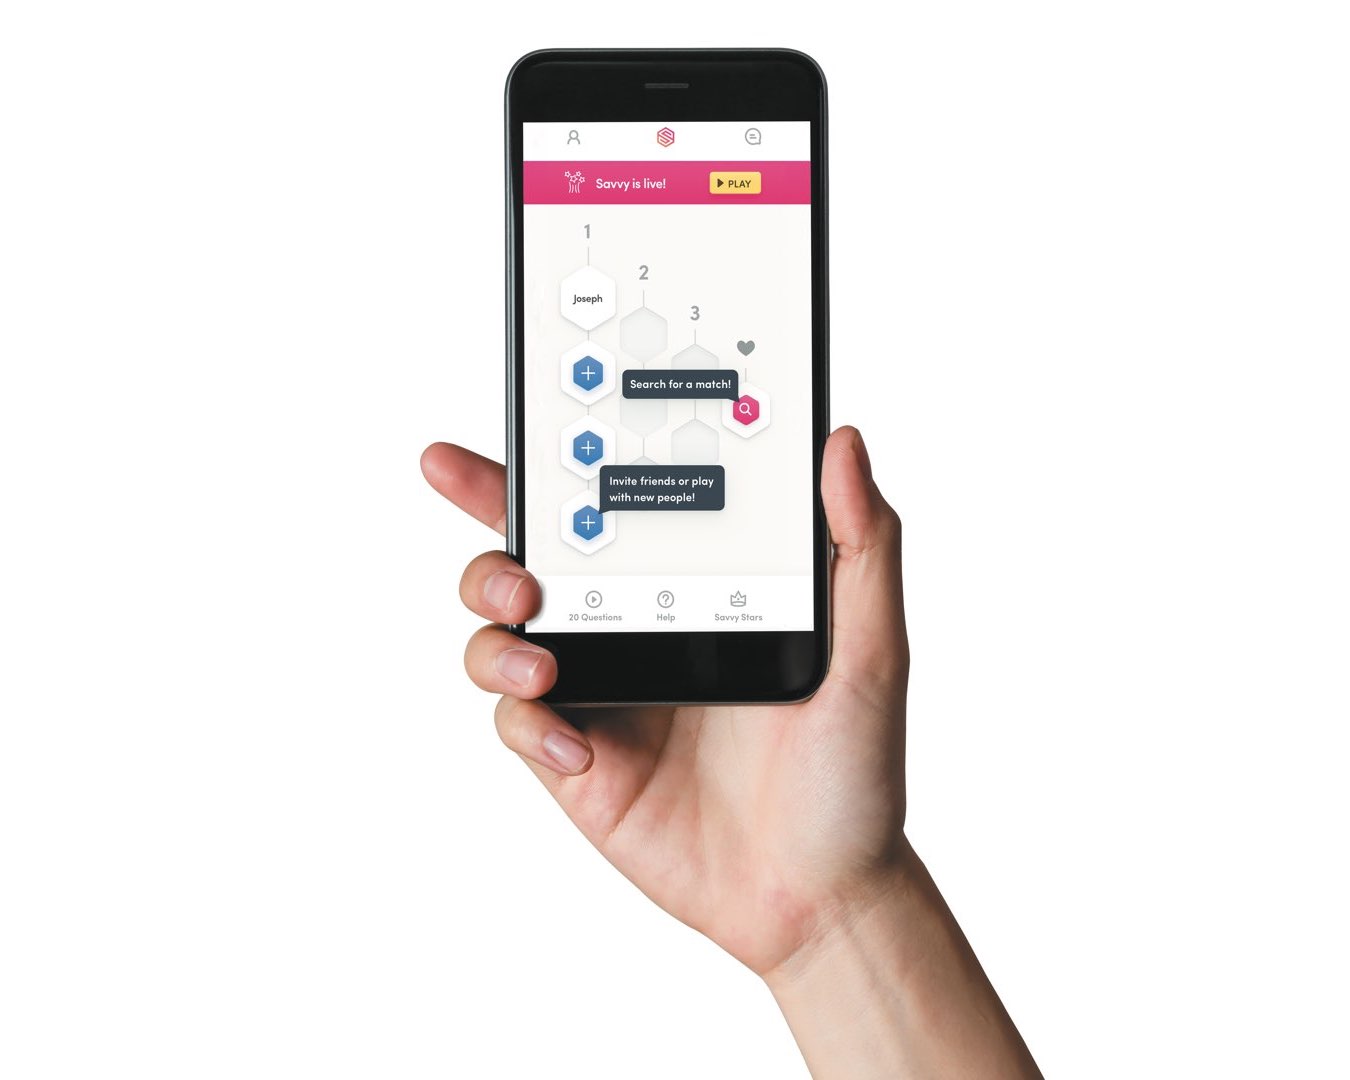 Savvy is live!
PLAY
1
2
3
Joseph
Search for a match!
Invite friends or play
with new people!
20 Questions
Help
Savvy Stars